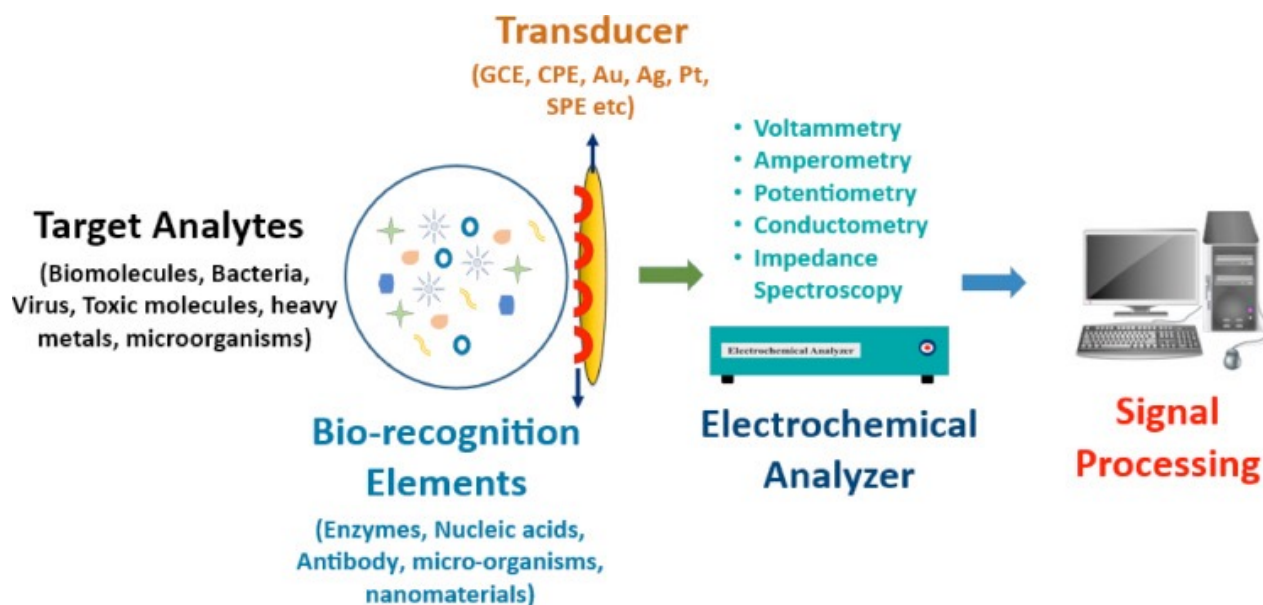 Transducer
(GCE, CPE, Au, Ag, Pt,
SPE etc)
Target Analytes
(Biomolecules, Bacteria,
Virus, Toxic molecules, heavy
metals, microorganisms)
Bio-recognition
Elements
(Enzymes, Nucleic acids,
Antibody, micro-organisms,
nanomaterials)
• Voltammetry
• Amperometry
• Potentiometry
• Conductometry
• Impedance
Spectroscopy
Electrochemical Analyzer
Electrochemical
Analyzer
Signal
Processing